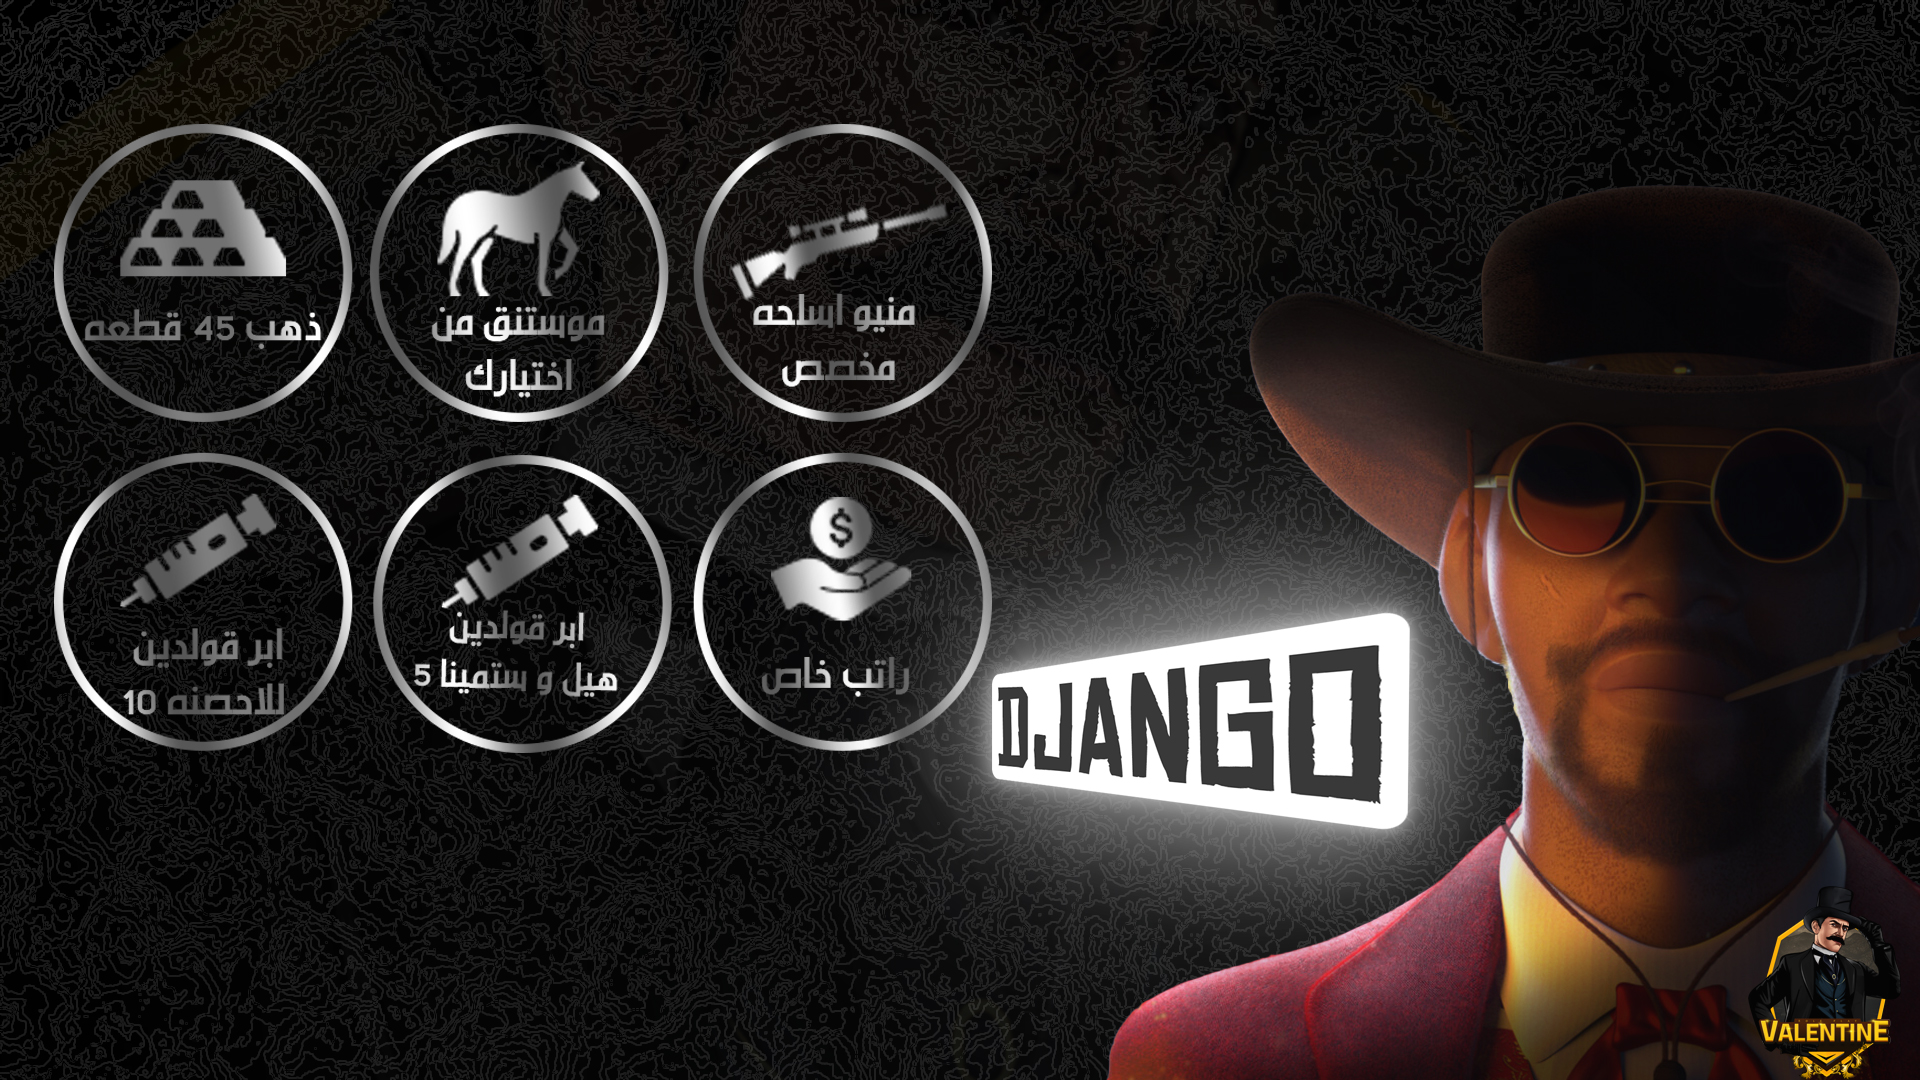 منيو اسلحه
مخصص
موستنق من
اختيارك
ذهب 45 قطعه
راتب خاص
ابر قولدين
هيل و ستمينا 5
ابر قولدين
للاحصنه 10
DJANGO
VALENTINE
$